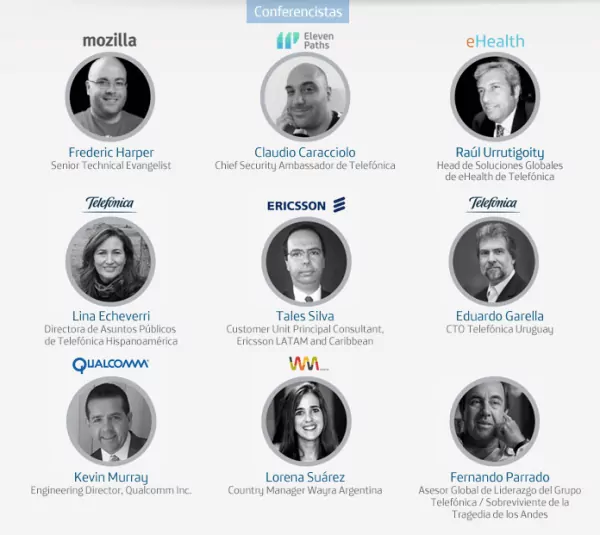 Conferencistas
mozilla
Eleven
Paths
eHealth
Frederic Harper
Senior Technical Evangelist
Claudio Caracciolo
Chief Security Ambassador de Telefónica
Raúl Urrutigoity
Head de Soluciones Globales
de eHealth de Telefónica
Telefónica
ERICSSON
Telefónica
Lina Echeverri
Directora de Asuntos Públicos
de Telefónica Hispanoamérica
Tales Silva
Customer Unit Principal Consultant,
Ericsson LATAM and Caribbean
Eduardo Garella
CTO Telefónica Uruguay
QUALCOMM
Kevin Murray
Engineering Director, Qualcomm Inc.
Lorena Suárez
Country Manager Wayra Argentina
Fernando Parrado
Asesor Global de Liderazgo del Grupo
Telefónica / Sobreviviente de la
Tragedia de los Andes